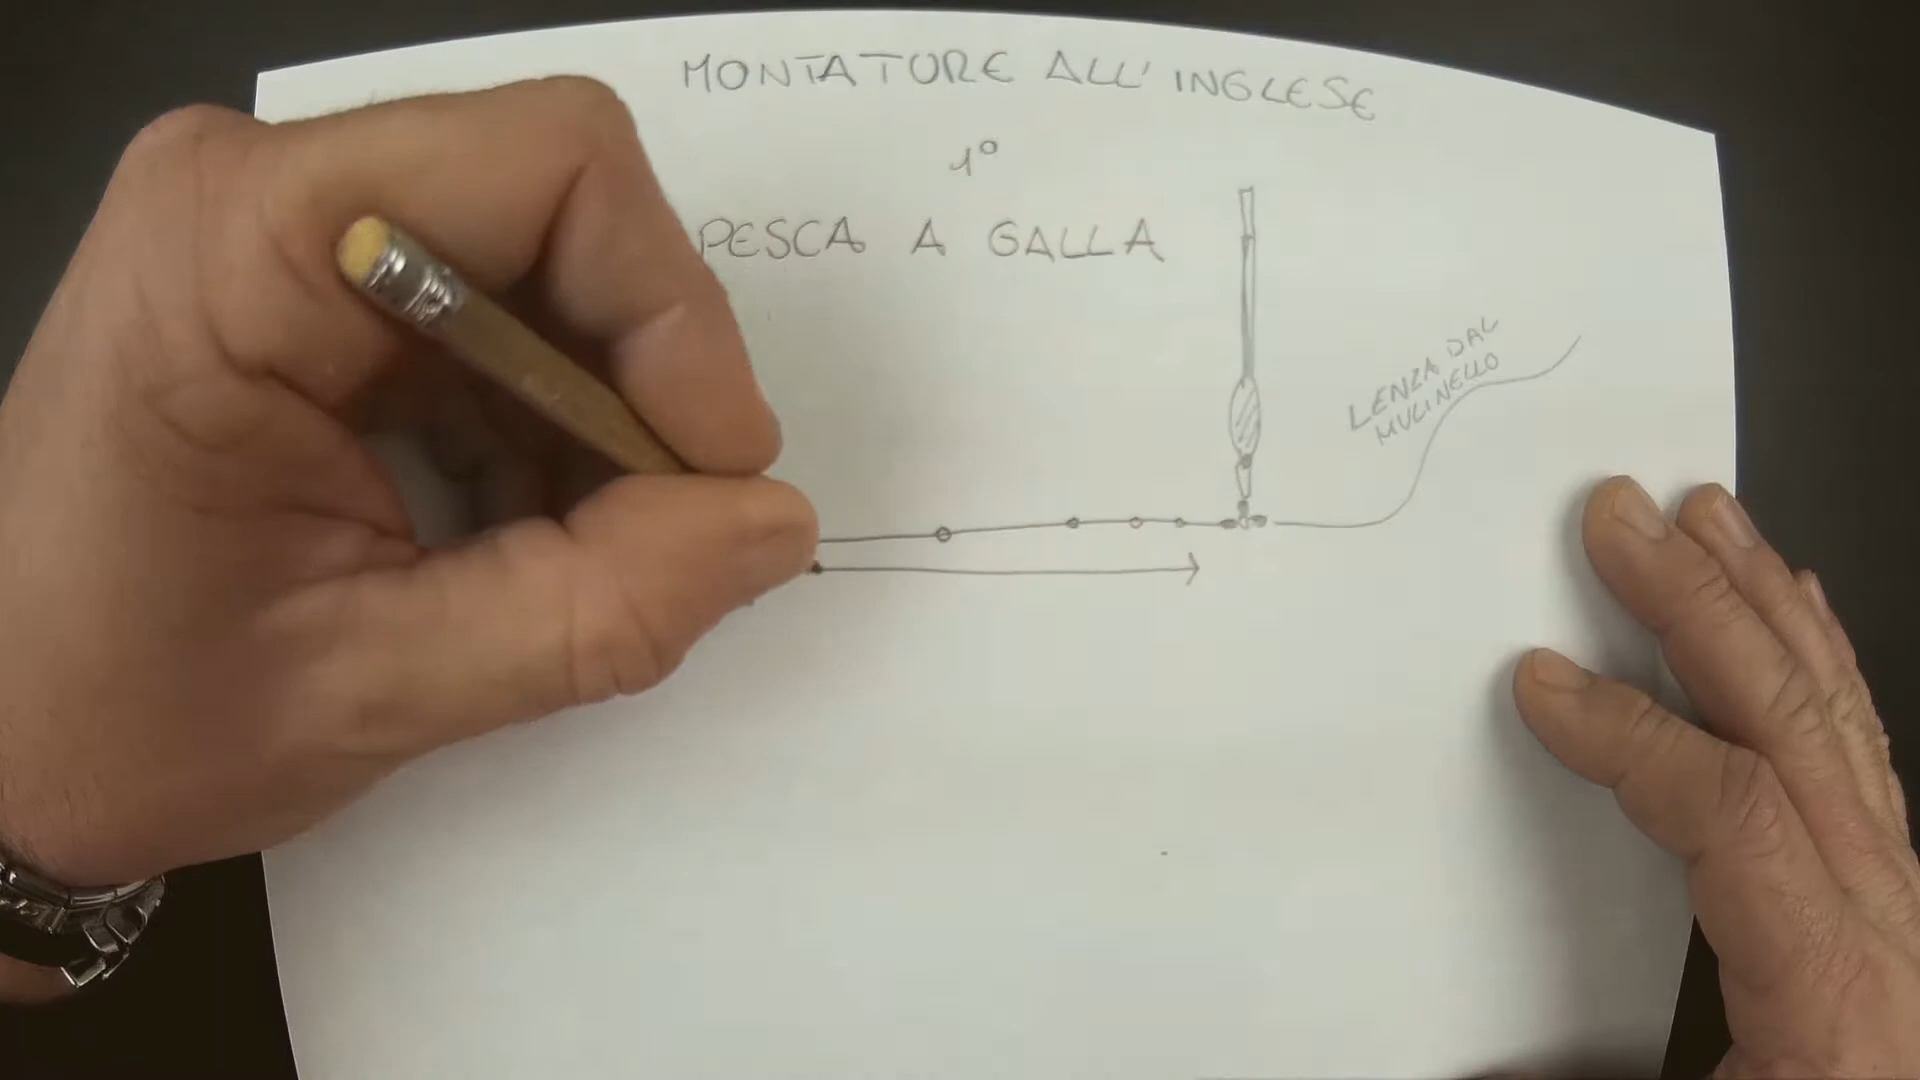 MONTATURE ALL' INGLESE
1°
PESCA A GALLA
LENZA DAL
MULINELLO